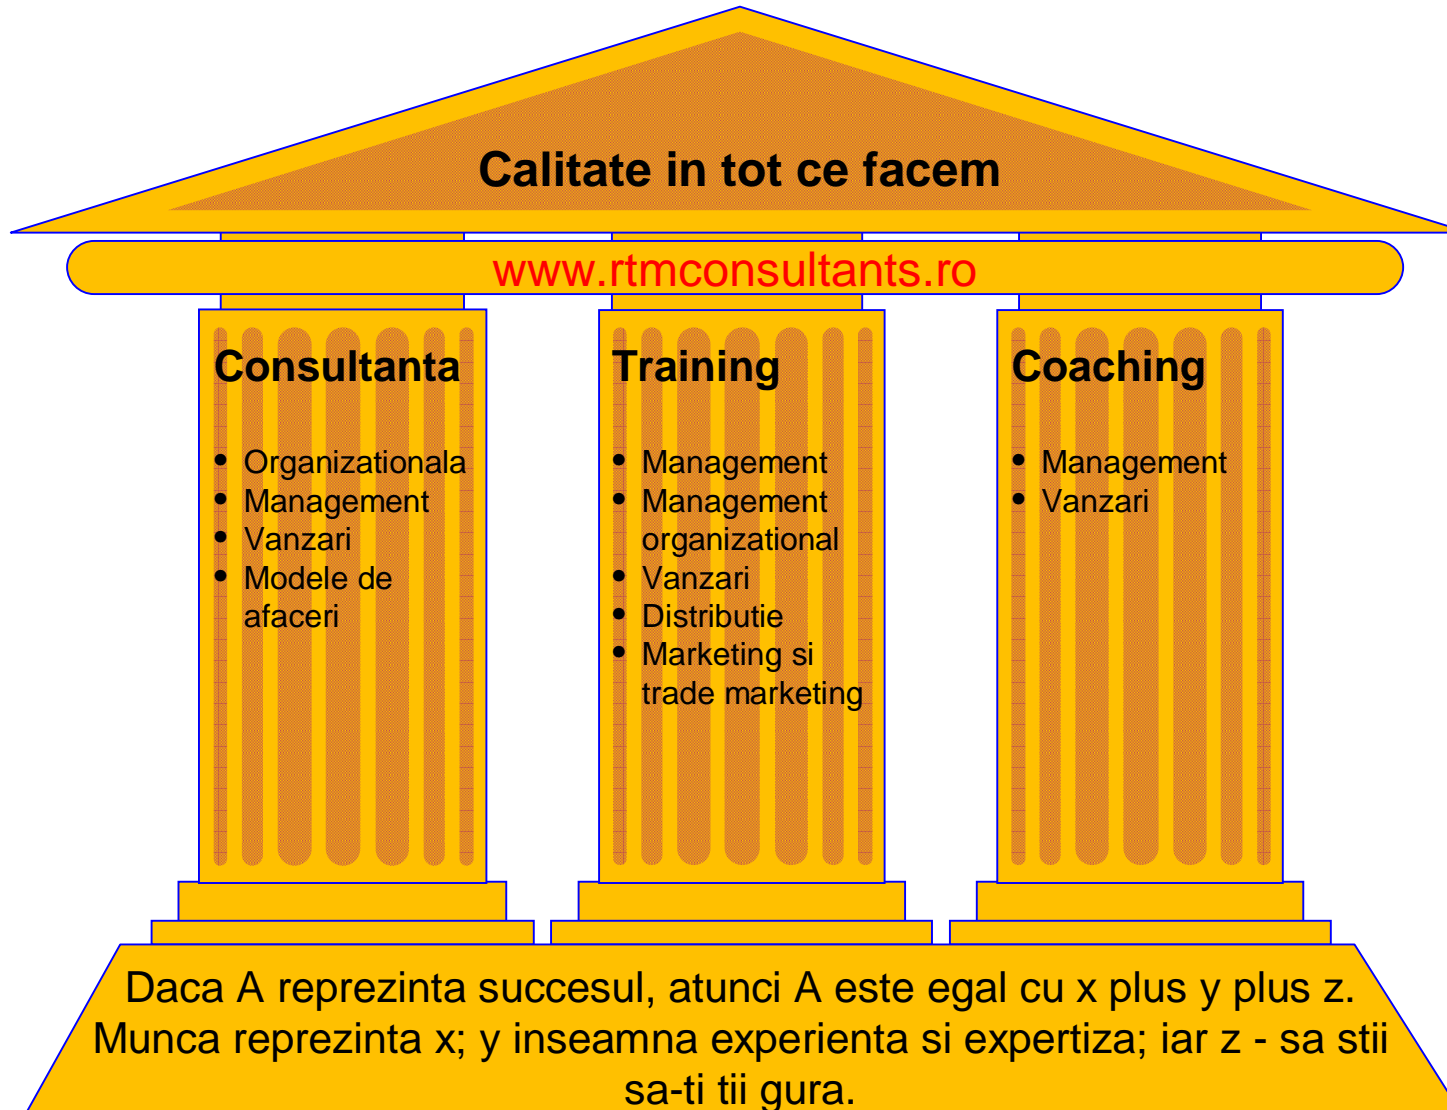 Calitate in tot ce facem
www.rtmconsultants.ro
Consultanta
• Organizationala
• Management
• Vanzari
• Modele de
afaceri
Training
• Management
• Management
organizational
• Vanzari
• Distributie
• Marketing si
trade marketing
Coaching
• Management
• Vanzari
Daca A reprezinta succesul, atunci A este egal cu x plus y plus z.
Munca reprezinta x; y inseamna experienta si expertiza; iar z - sa stii
sa-ti tii gura.